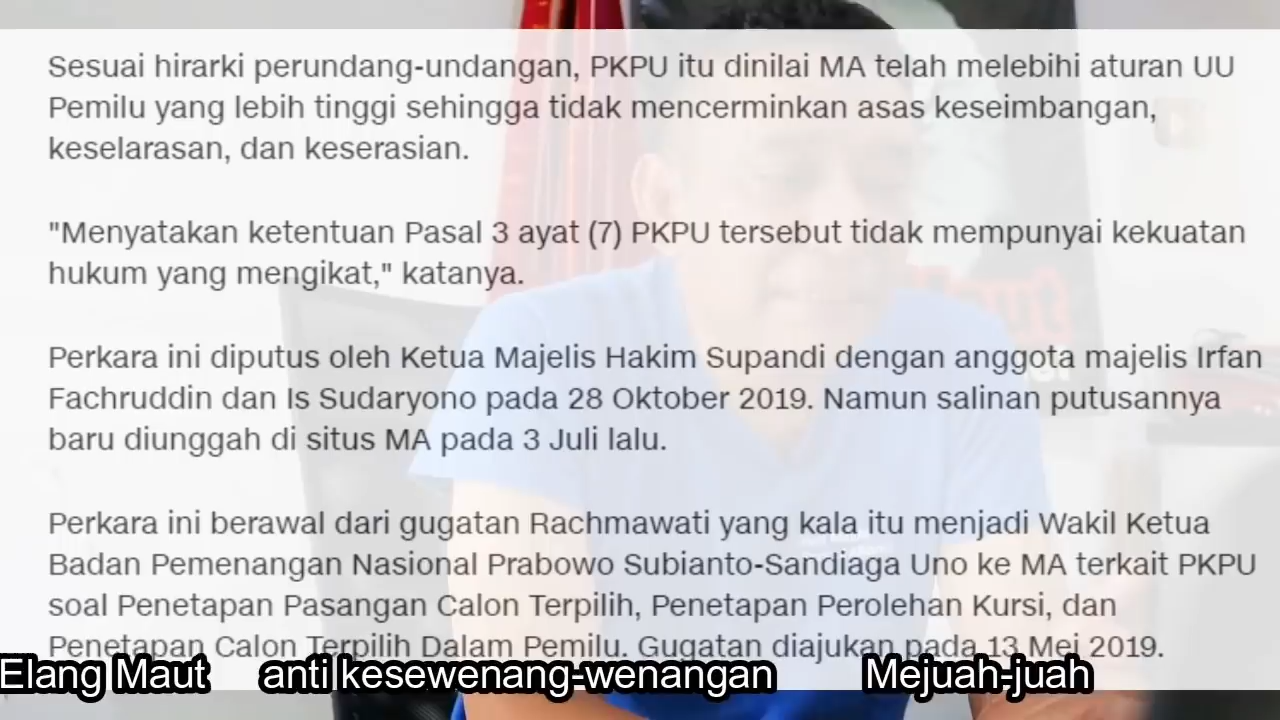 Sesuai hirarki perundang-undangan, PKPU itu dinilai MA telah melebihi aturan UU
Pemilu yang lebih tinggi sehingga tidak mencerminkan asas keseimbangan,
keselarasan, dan keserasian.
"Menyatakan ketentuan Pasal 3 ayat (7) PKPU tersebut tidak mempunyai kekuatan
hukum yang mengikat," katanya.
Perkara ini diputus oleh Ketua Majelis Hakim Supandi dengan anggota majelis Irfan
Fachruddin dan Is Sudaryono pada 28 Oktober 2019. Namun salinan putusannya
baru diunggah di situs MA pada 3 Juli lalu.
Perkara ini berawal dari gugatan Rachmawati yang kala itu menjadi Wakil Ketua
Badan Pemenangan Nasional Prabowo Subianto-Sandiaga Uno ke MA terkait PKPU
soal Penetapan Pasangan Calon Terpilih, Penetapan Perolehan Kursi, dan
Penetapan Calon Terpilih Dalam Pemilu. Gugatan diajukan pada 13 Mei 2019.
Elang Maut anti kesewenang-wenangan Mejuah-juah